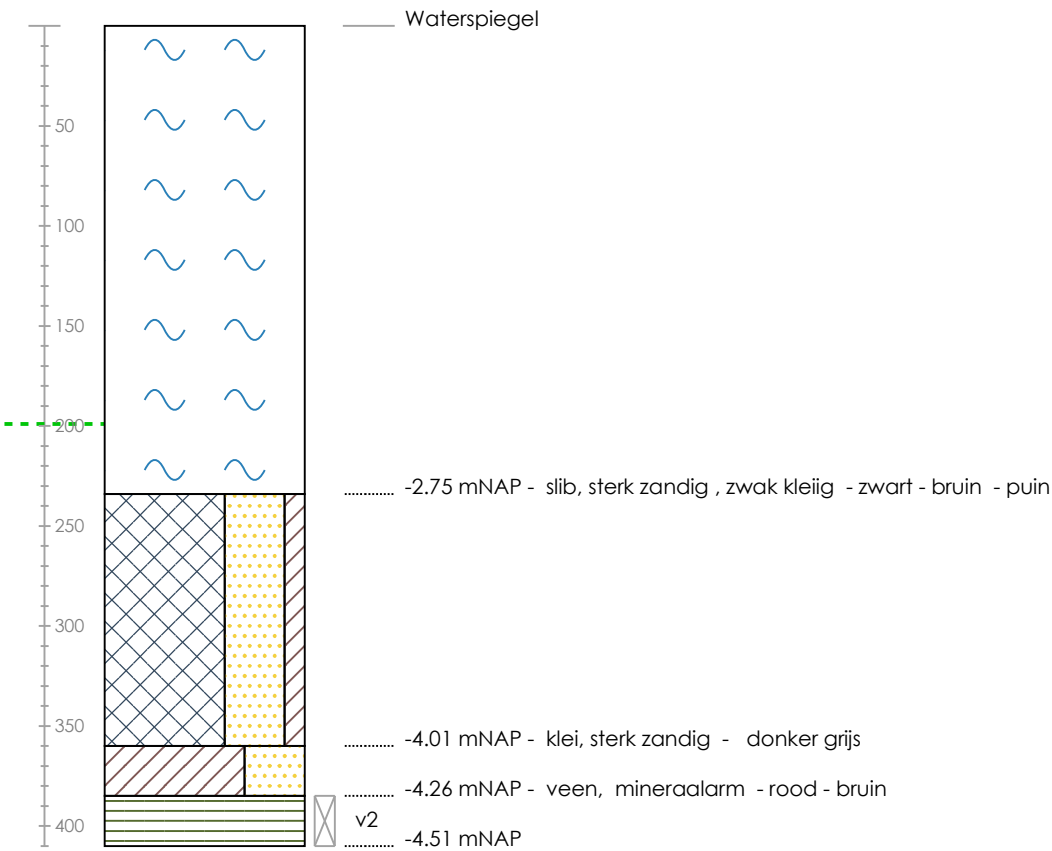 Waterspiegel
50
100
150
200
-2.75 mNAP - slib, sterk zandig , zwak kleiig - zwart - bruin - puin
250
300
350
-4.01 mNAP - klei, sterk zandig - donker grijs
-4.26 mNAP - veen, mineraalarm - rood - bruin
v2
400
-4.51 mNAP